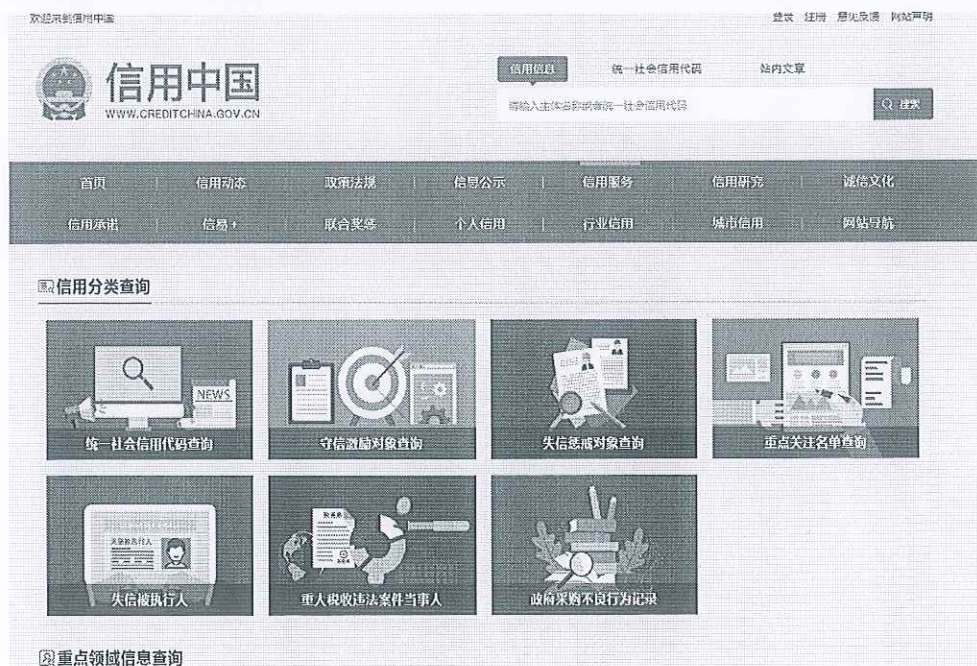 欢迎来到信用中国
登录 注册 意见反馈 网站声明
信用中国
WWW.CREDITCHINA.GOV.CN
信用信息 统一社会信用代码 站内文章
请输入主体名称或者统一社会信用代码
搜索
首页 信用动态 政策法规 信息公示 信用服务 信用研究 诚信文化
信用承诺 信易+ 联合奖惩 个人信用 行业信用 城市信用 网站导航
信用分类查询
NEWS
统一社会信用代码查询 守信激励对象查询 失信惩戒对象查询 重点关注名单查询
失信被执行人
失信被执行人 重大税收违法案件当事人 政府采购不良行为记录
重点领域信息查询